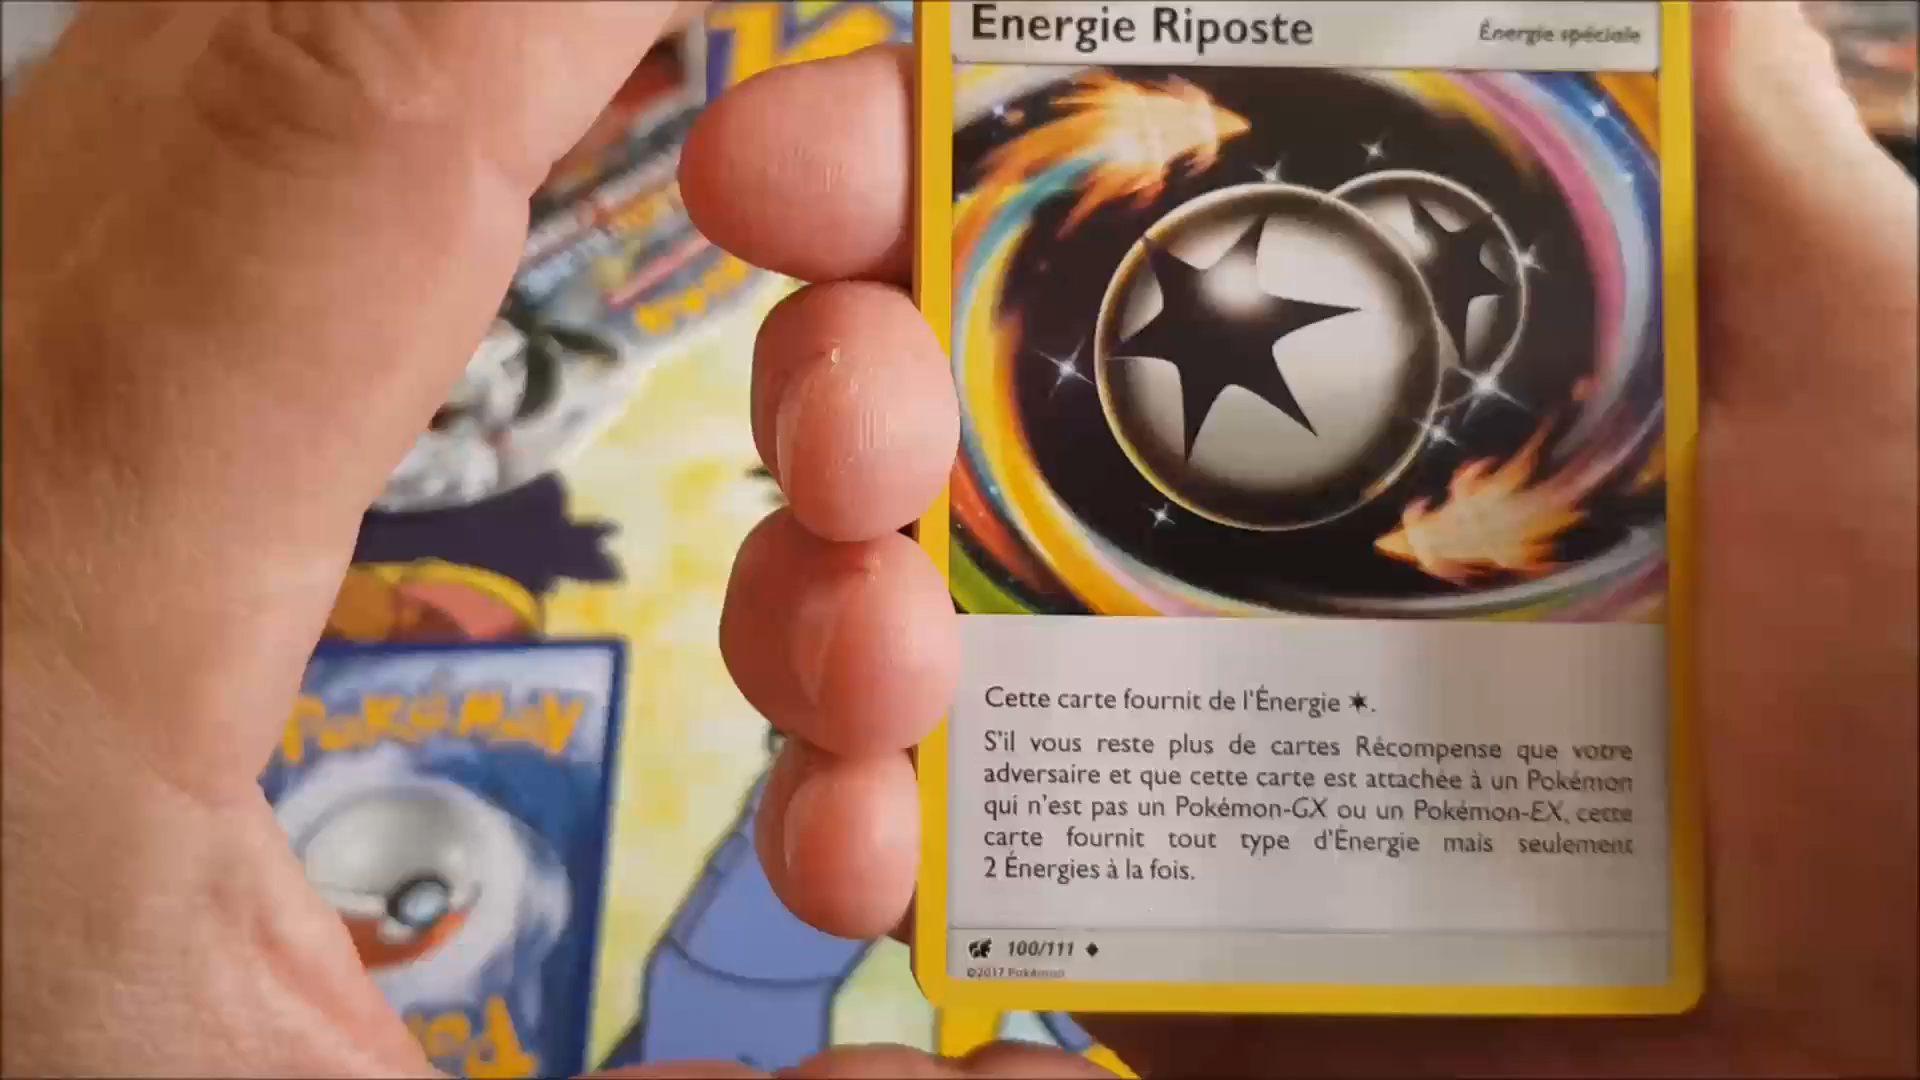 Énergie Riposte
Énergie spéciale
Cette carte fournit de l'Énergie ✶.
S'il vous reste plus de cartes Récompense que votre
adversaire et que cette carte est attachée à un Pokémon
qui n'est pas un Pokémon-GX ou un Pokémon-EX, cette
carte fournit tout type d'Énergie mais seulement
2 Énergies à la fois.
100/111 ◆
©2017 Pokémon
POKéMON